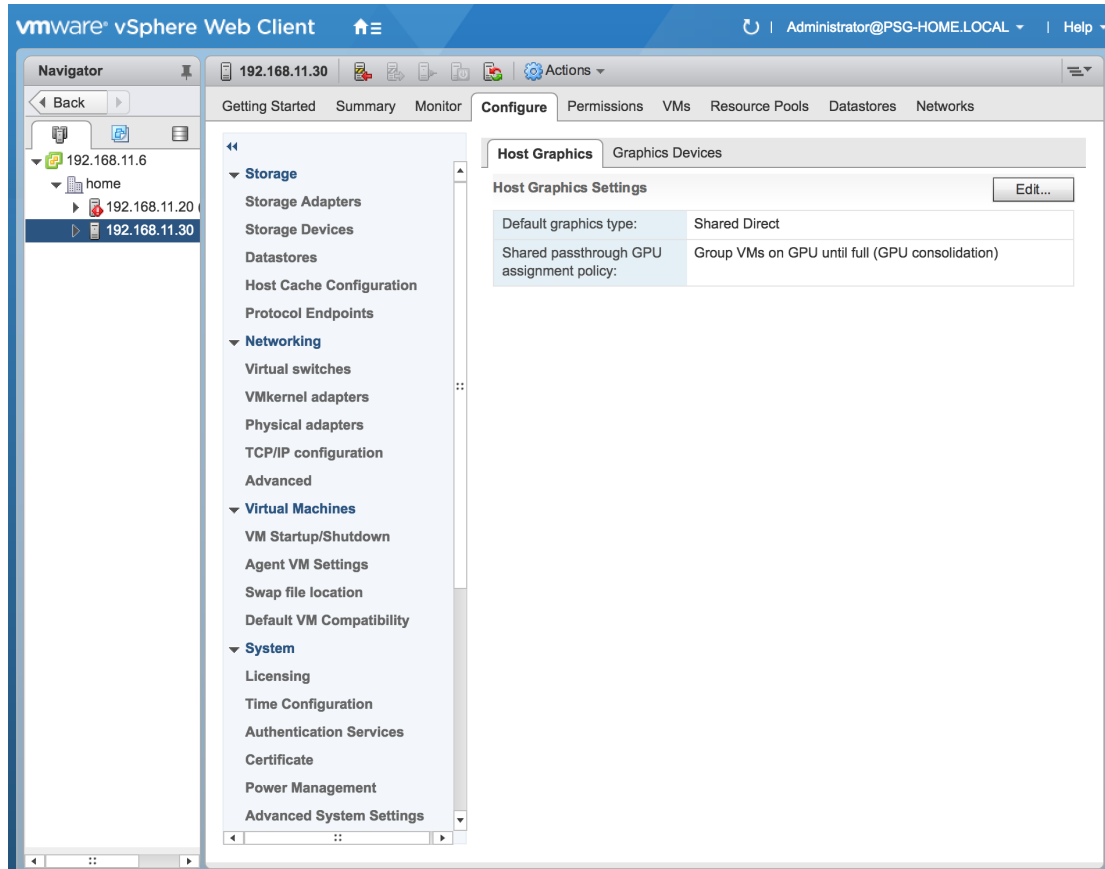 vmware® vSphere Web Client
Administrator@PSG-HOME.LOCAL
Help
Navigator
192.168.11.30
Actions
Back
Getting Started
Summary
Monitor
Configure
Permissions
VMs
Resource Pools
Datastores
Networks
192.168.11.6
home
192.168.11.20
192.168.11.30
Storage
Storage Adapters
Storage Devices
Datastores
Host Cache Configuration
Protocol Endpoints
Networking
Virtual switches
VMkernel adapters
Physical adapters
TCP/IP configuration
Advanced
Virtual Machines
VM Startup/Shutdown
Agent VM Settings
Swap file location
Default VM Compatibility
System
Licensing
Time Configuration
Authentication Services
Certificate
Power Management
Advanced System Settings
Host Graphics
Graphics Devices
Host Graphics Settings
Edit...
Default graphics type:
Shared Direct
Shared passthrough GPU
assignment policy:
Group VMs on GPU until full (GPU consolidation)